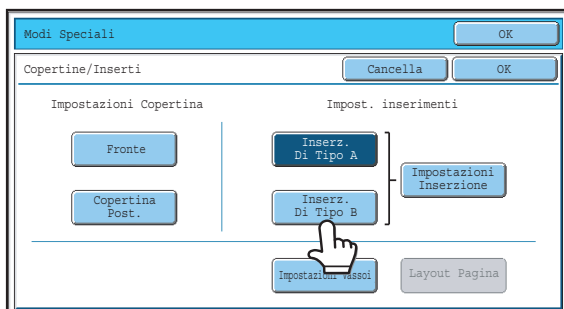 Modi Speciali
OK
Copertine/Inserti
Cancella
OK
Impostazioni Copertina
Impost. inserimenti
Fronte
Inserz.
Di Tipo A
Impostazioni
Inserzione
Copertina
Post.
Inserz.
Di Tipo B
Impostazioni Vassoi
Layout Pagina